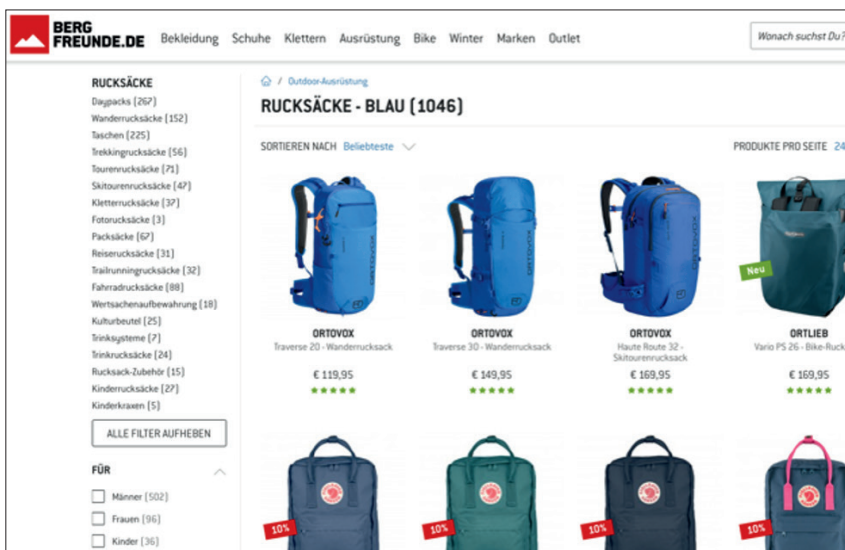 BERG
FREUNDE.DE
Bekleidung Schuhe Klettern Ausrüstung Bike Winter Marken Outlet
Wonach suchst Du?
RUCKSÄCKE
Daypacks (267)
Wanderrucksäcke (152)
Taschen (225)
Trekkingrucksäcke (56)
Tourenrucksäcke (71)
Skitourenrucksäcke (47)
Kletterrucksäcke (37)
Fotorucksäcke (3)
Packsäcke (67)
Reiserucksäcke (31)
Trailrunningrucksäcke (32)
Fahrradrucksäcke (88)
Wertsachenaufbewahrung (18)
Kulturbeutel (25)
Trinksysteme (7)
Trinkrucksäcke (24)
Rucksack-Zubehör (15)
Kinderrucksäcke (27)
Kinderkraxen (5)
ALLE FILTER AUFHEBEN
FÜR
Männer (502)
Frauen (96)
Kinder (36)
/ Outdoor-Ausrüstung
RUCKSÄCKE - BLAU (1046)
SORTIEREN NACH Beliebteste
PRODUKTE PRO SEITE 24
ORTOVOX
ORTOVOX
Traverse 20 - Wanderrucksack
€ 119,95
ORTOVOX
ORTOVOX
Traverse 30 - Wanderrucksack
€ 149,95
ORTOVOX
ORTOVOX
Haute Route 32 -
Skitourenrucksack
€ 169,95
Neu
ORTLIEB
Vario PS 26 - Bike-Ruck
€ 169,95
10%
10%
10%
10%